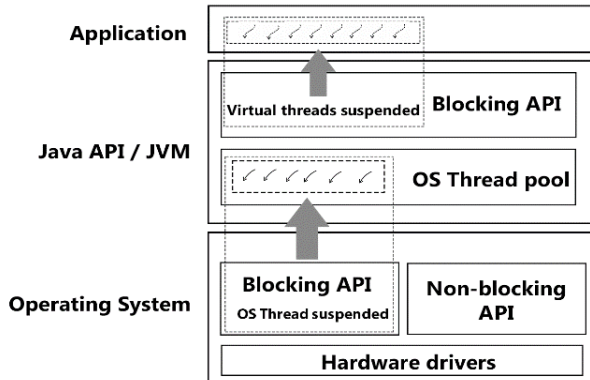 Application
Virtual threads suspended
Blocking API
Java API / JVM
OS Thread pool
Operating System
Blocking API
OS Thread suspended
Non-blocking
API
Hardware drivers